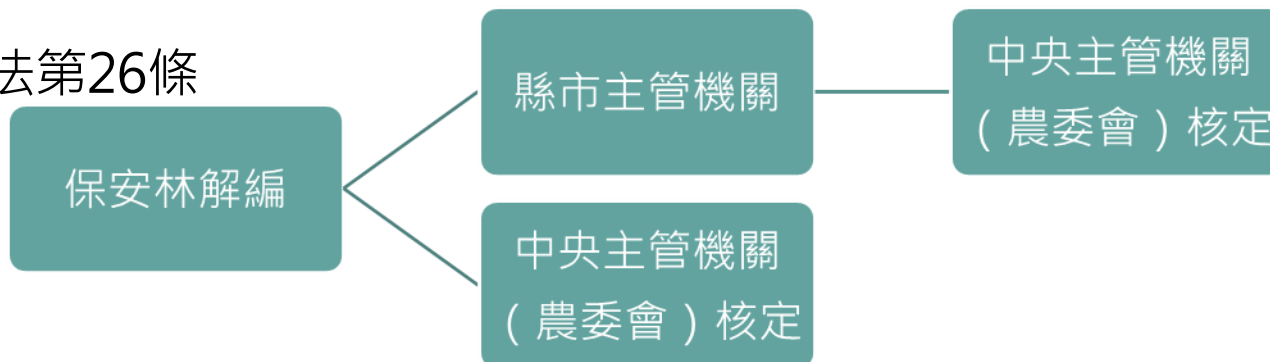 法第26條
保安林解編
縣市主管機關
中央主管機關
（農委會）核定
中央主管機關
（農委會）核定